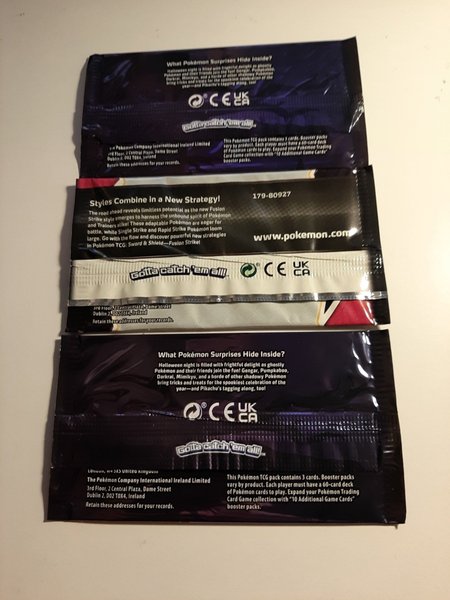 What Pokémon Surprises Hide Inside?
Halloween night is filled with frightful delight as ghostly
Pokémon and their friends join the fun! Gengar, Pumpkaboo,
Darkrai, Mimikyu, and a horde of other shadowy Pokémon
bring tricks and treats for the spookiest celebration of the
year—and Pikachu's tagging along, too!
CE UK
CA
Gotta catch 'em all!
The Pokémon Company International Ireland Limited
3rd Floor, 2 Central Plaza, Dame Street
Dublin 2, D02 T0X4, Ireland
Retain these addresses for your records.
This Pokémon TCG pack contains 3 cards. Booster packs
vary by product. Each player must have a 60-card deck
of Pokémon cards to play. Expand your Pokémon Trading
Card Game collection with "10 Additional Game Cards"
booster packs.
Styles Combine in a New Strategy!
The road ahead reveals limitless potential as the new Fusion
Strike style emerges to harness the unbound spirit of Pokémon
and Trainers alike! These adaptable Pokémon are eager for
battle, while Single Strike and Rapid Strike Pokémon loom
large. Go with the flow and discover powerful new strategies
in Pokémon TCG: Sword & Shield—Fusion Strike!
179-80927
www.pokemon.com
Gotta catch 'em all!
CE UK
CA
3rd Floor, 2 Central Plaza, Dame Street
Dublin 2, D02 T0X4, Ireland
Retain these addresses for your records.
What Pokémon Surprises Hide Inside?
Halloween night is filled with frightful delight as ghostly
Pokémon and their friends join the fun! Gengar, Pumpkaboo,
Darkrai, Mimikyu, and a horde of other shadowy Pokémon
bring tricks and treats for the spookiest celebration of the
year—and Pikachu's tagging along, too!
CE UK
CA
Gotta catch 'em all!
London, W4 5XS United Kingdom
The Pokémon Company International Ireland Limited
3rd Floor, 2 Central Plaza, Dame Street
Dublin 2, D02 T0X4, Ireland
Retain these addresses for your records.
This Pokémon TCG pack contains 3 cards. Booster packs
vary by product. Each player must have a 60-card deck
of Pokémon cards to play. Expand your Pokémon Trading
Card Game collection with "10 Additional Game Cards"
booster packs.